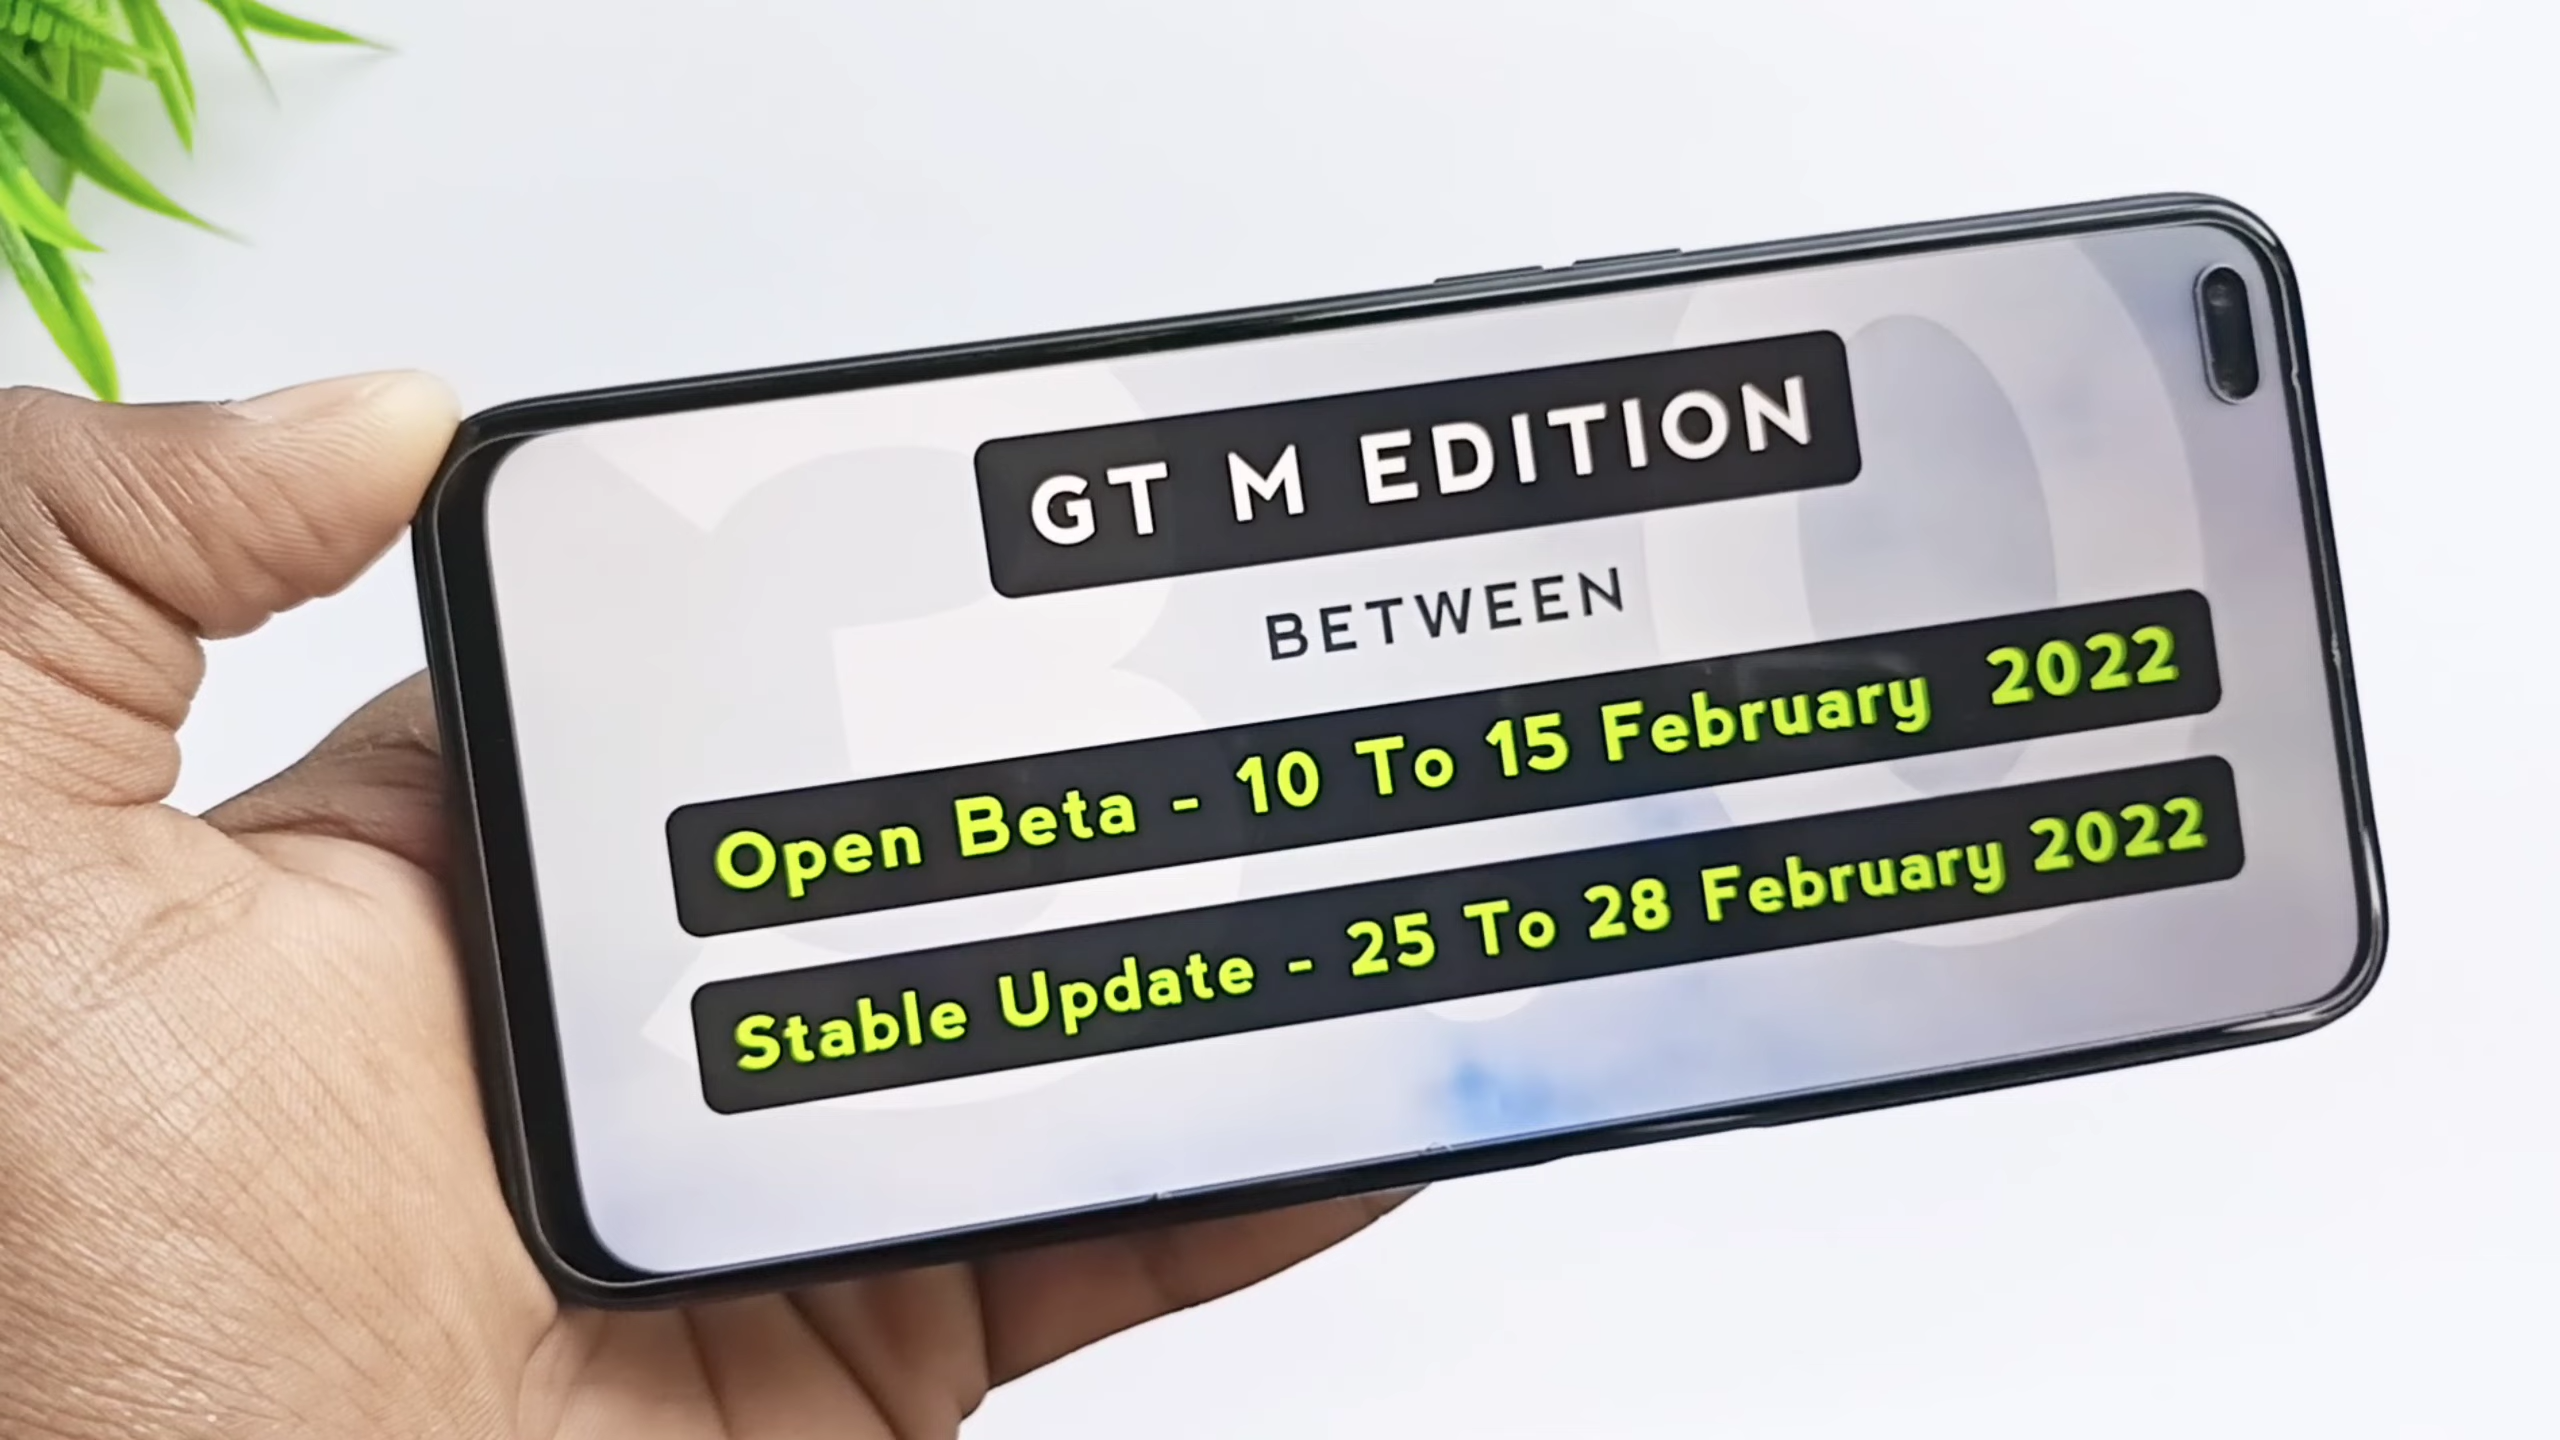 GT M EDITION
BETWEEN
Open Beta - 10 To 15 February 2022
Stable Update - 25 To 28 February 2022